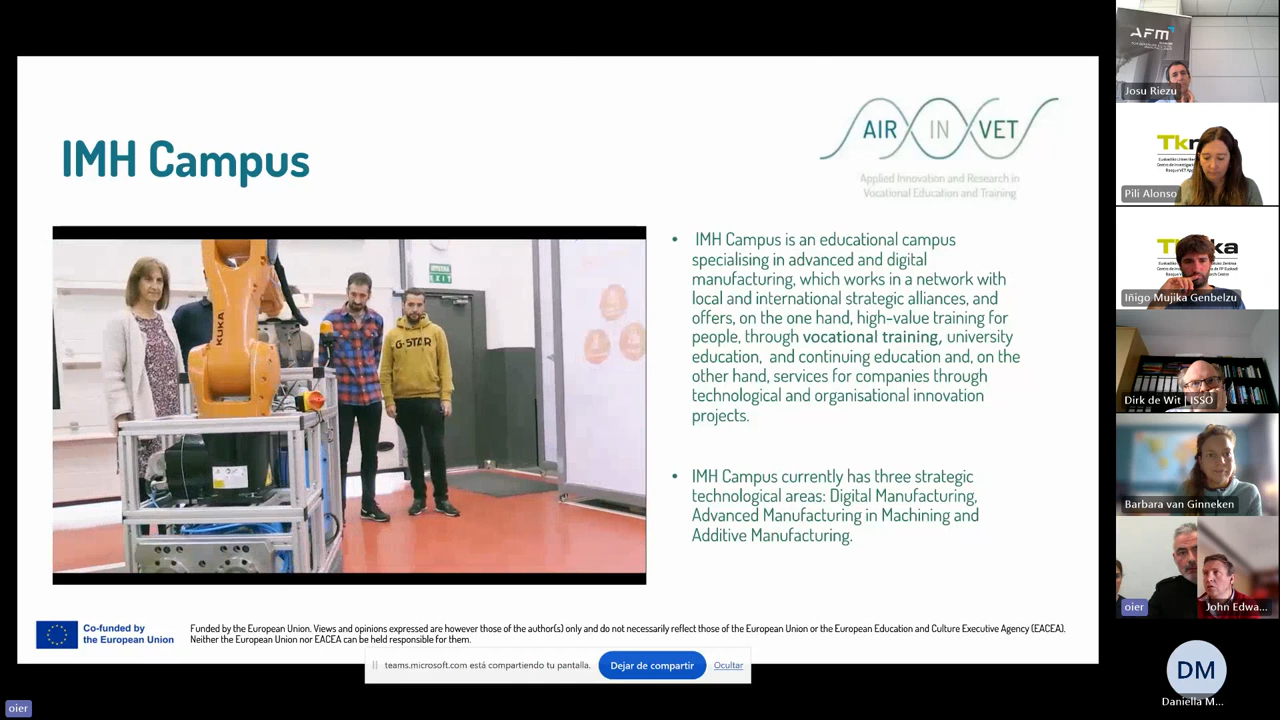 IMH Campus
AIR IN VET
Applied Innovation and Research in
Vocational Education and Training
KUKA
EXIT
G-STAR
• IMH Campus is an educational campus
specialising in advanced and digital
manufacturing, which works in a network with
local and international strategic alliances, and
offers, on the one hand, high-value training for
people, through vocational training, university
education, and continuing education and, on the
other hand, services for companies through
technological and organisational innovation
projects.
• IMH Campus currently has three strategic
technological areas: Digital Manufacturing,
Advanced Manufacturing in Machining and
Additive Manufacturing.
Co-funded by
the European Union
Funded by the European Union. Views and opinions expressed are however those of the author(s) only and do not necessarily reflect those of the European Union or the European Education and Culture Executive Agency (EACEA).
Neither the European Union nor EACEA can be held responsible for them.
teams.microsoft.com está compartiendo tu pantalla.
Dejar de compartir
Ocultar
oier
AFM
Josu Riezu
Pili Alonso
Iñigo Mujika Genbelzu
Dirk de Wit | ISSO
Barbara van Ginneken
oier
John Edwa...
DM
Daniella M...